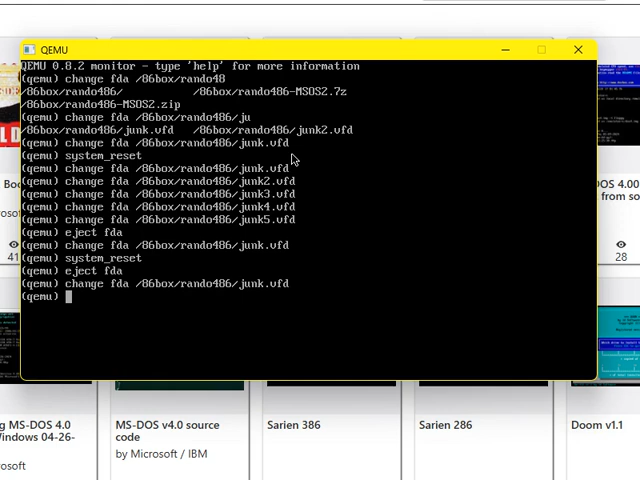 QEMU
QEMU 0.8.2 monitor - type 'help' for more information
(qemu) change fda /86box/rando48
/86box/rando486/ /86box/rando486-MSOS2.7z
/86box/rando486-MSOS2.zip
(qemu) change fda /86box/rando486/ju
/86box/rando486/junk.vfd /86box/rando486/junk2.vfd
(qemu) change fda /86box/rando486/junk.vfd
(qemu) system_reset
(qemu) change fda /86box/rando486/junk.vfd
(qemu) change fda /86box/rando486/junk2.vfd
(qemu) change fda /86box/rando486/junk3.vfd
(qemu) change fda /86box/rando486/junk4.vfd
(qemu) change fda /86box/rando486/junk5.vfd
(qemu) eject fda
(qemu) change fda /86box/rando486/junk.vfd
(qemu) system_reset
(qemu) eject fda
(qemu) change fda /86box/rando486/junk.vfd
(qemu)
Boo
osoft
41
OS 4.00
from so
28
g MS-DOS 4.0
indows 04-26-
osoft
MS-DOS v4.0 source
code
by Microsoft / IBM
Sarien 386
Sarien 286
Doom v1.1